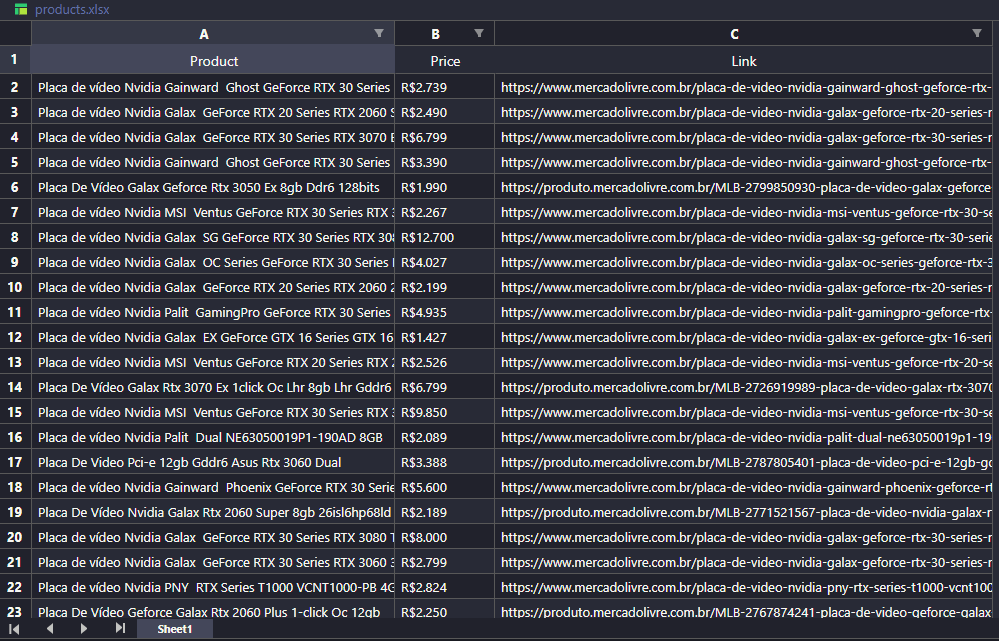 products.xlsx
A B C
1 Product Price Link
2 Placa de vídeo Nvidia Gainward Ghost GeForce RTX 30 Series R$2.739 https://www.mercadolivre.com.br/placa-de-video-nvidia-gainward-ghost-geforce-rtx-
3 Placa de vídeo Nvidia Galax GeForce RTX 20 Series RTX 2060 S R$2.490 https://www.mercadolivre.com.br/placa-de-video-nvidia-galax-geforce-rtx-20-series-r
4 Placa de vídeo Nvidia Galax GeForce RTX 30 Series RTX 3070 E R$6.799 https://www.mercadolivre.com.br/placa-de-video-nvidia-galax-geforce-rtx-30-series-r
5 Placa de vídeo Nvidia Gainward Ghost GeForce RTX 30 Series R$3.390 https://www.mercadolivre.com.br/placa-de-video-nvidia-gainward-ghost-geforce-rtx-
6 Placa De Vídeo Galax Geforce Rtx 3050 Ex 8gb Ddr6 128bits R$1.990 https://produto.mercadolivre.com.br/MLB-2799850930-placa-de-video-galax-geforce
7 Placa de vídeo Nvidia MSI Ventus GeForce RTX 30 Series RTX R$2.267 https://www.mercadolivre.com.br/placa-de-video-nvidia-msi-ventus-geforce-rtx-30-se
8 Placa de vídeo Nvidia Galax SG GeForce RTX 30 Series RTX 308 R$12.700 https://www.mercadolivre.com.br/placa-de-video-nvidia-galax-sg-geforce-rtx-30-serie
9 Placa de vídeo Nvidia Galax OC Series GeForce RTX 30 Series R$4.027 https://www.mercadolivre.com.br/placa-de-video-nvidia-galax-oc-series-geforce-rtx-3
10 Placa de vídeo Nvidia Galax GeForce RTX 20 Series RTX 2060 2 R$2.199 https://www.mercadolivre.com.br/placa-de-video-nvidia-galax-geforce-rtx-20-series-r
11 Placa de vídeo Nvidia Palit GamingPro GeForce RTX 30 Series R$4.935 https://www.mercadolivre.com.br/placa-de-video-nvidia-palit-gamingpro-geforce-rtx-
12 Placa de vídeo Nvidia Galax EX GeForce GTX 16 Series GTX 16 R$1.427 https://www.mercadolivre.com.br/placa-de-video-nvidia-galax-ex-geforce-gtx-16-seri
13 Placa de vídeo Nvidia MSI Ventus GeForce RTX 20 Series RTX R$2.526 https://www.mercadolivre.com.br/placa-de-video-nvidia-msi-ventus-geforce-rtx-20-se
14 Placa De Vídeo Galax Rtx 3070 Ex 1click Oc Lhr 8gb Lhr Gddr6 R$6.799 https://produto.mercadolivre.com.br/MLB-2726919989-placa-de-video-galax-rtx-3070
15 Placa de vídeo Nvidia MSI Ventus GeForce RTX 30 Series RTX R$9.850 https://www.mercadolivre.com.br/placa-de-video-nvidia-msi-ventus-geforce-rtx-30-se
16 Placa de vídeo Nvidia Palit Dual NE63050019P1-190AD 8GB R$2.089 https://www.mercadolivre.com.br/placa-de-video-nvidia-palit-dual-ne63050019p1-19
17 Placa De Video Pci-e 12gb Gddr6 Asus Rtx 3060 Dual R$3.388 https://produto.mercadolivre.com.br/MLB-2787805401-placa-de-video-pci-e-12gb-gd
18 Placa de vídeo Nvidia Gainward Phoenix GeForce RTX 30 Serie R$5.600 https://www.mercadolivre.com.br/placa-de-video-nvidia-gainward-phoenix-geforce-rt
19 Placa De Vídeo Nvidia Galax Rtx 2060 Super 8gb 26isl6hp68ld R$2.189 https://produto.mercadolivre.com.br/MLB-2771521567-placa-de-video-nvidia-galax-r
20 Placa de vídeo Nvidia Galax GeForce RTX 30 Series RTX 3080 T R$8.000 https://www.mercadolivre.com.br/placa-de-video-nvidia-galax-geforce-rtx-30-series-r
21 Placa de vídeo Nvidia Galax GeForce RTX 30 Series RTX 3060 3 R$2.799 https://www.mercadolivre.com.br/placa-de-video-nvidia-galax-geforce-rtx-30-series-r
22 Placa de vídeo Nvidia PNY RTX Series T1000 VCNT1000-PB 4G R$2.824 https://www.mercadolivre.com.br/placa-de-video-nvidia-pny-rtx-series-t1000-vcnt100
23 Placa De Vídeo Geforce Galax Rtx 2060 Plus 1-click Oc 12gb R$2.250 https://produto.mercadolivre.com.br/MLB-2767874241-placa-de-video-geforce-galax
Sheet1